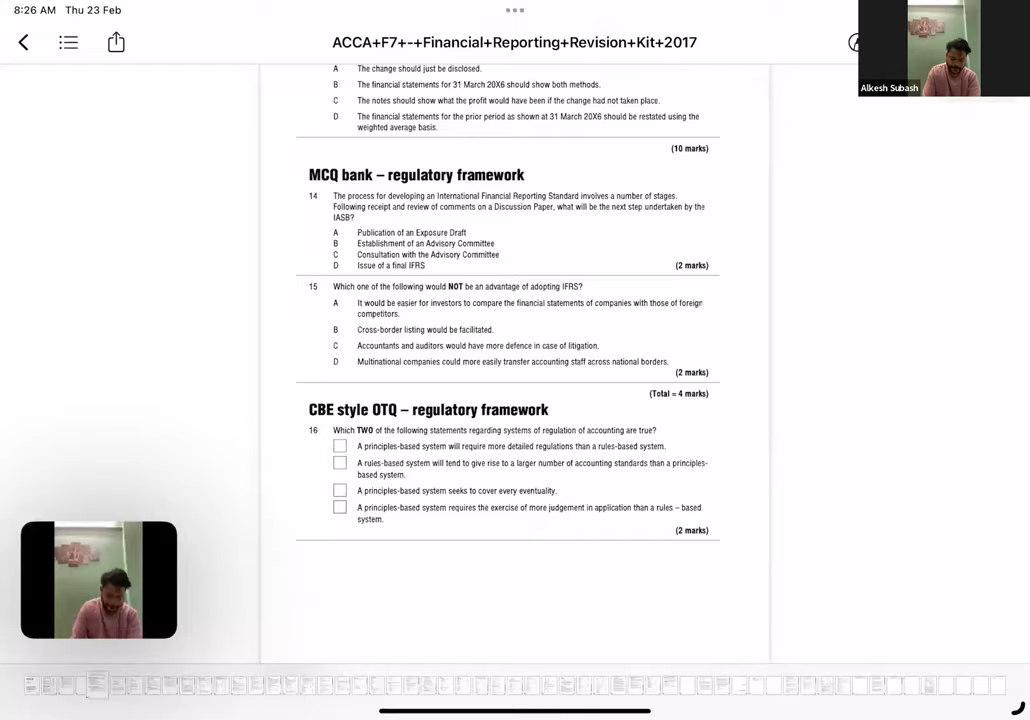 8:26 AM Thu 23 Feb
ACCA+F7+-+Financial+Reporting+Revision+Kit+2017
Alkesh Subash
A The change should just be disclosed.
B The financial statements for 31 March 20X6 should show both methods.
C The notes should show what the profit would have been if the change had not taken place.
D The financial statements for the prior period as shown at 31 March 20X6 should be restated using the
weighted average basis.
(10 marks)
MCQ bank – regulatory framework
14 The process for developing an International Financial Reporting Standard involves a number of stages.
Following receipt and review of comments on a Discussion Paper, what will be the next step undertaken by the
IASB?
A Publication of an Exposure Draft
B Establishment of an Advisory Committee
C Consultation with the Advisory Committee
D Issue of a final IFRS (2 marks)
15 Which one of the following would NOT be an advantage of adopting IFRS?
A It would be easier for investors to compare the financial statements of companies with those of foreign
competitors.
B Cross-border listing would be facilitated.
C Accountants and auditors would have more defence in case of litigation.
D Multinational companies could more easily transfer accounting staff across national borders.
(2 marks)
(Total = 4 marks)
CBE style OTQ – regulatory framework
16 Which TWO of the following statements regarding systems of regulation of accounting are true?
A principles-based system will require more detailed regulations than a rules-based system.
A rules-based system will tend to give rise to a larger number of accounting standards than a principles-
based system.
A principles-based system seeks to cover every eventuality.
A principles-based system requires the exercise of more judgement in application than a rules – based
system.
(2 marks)